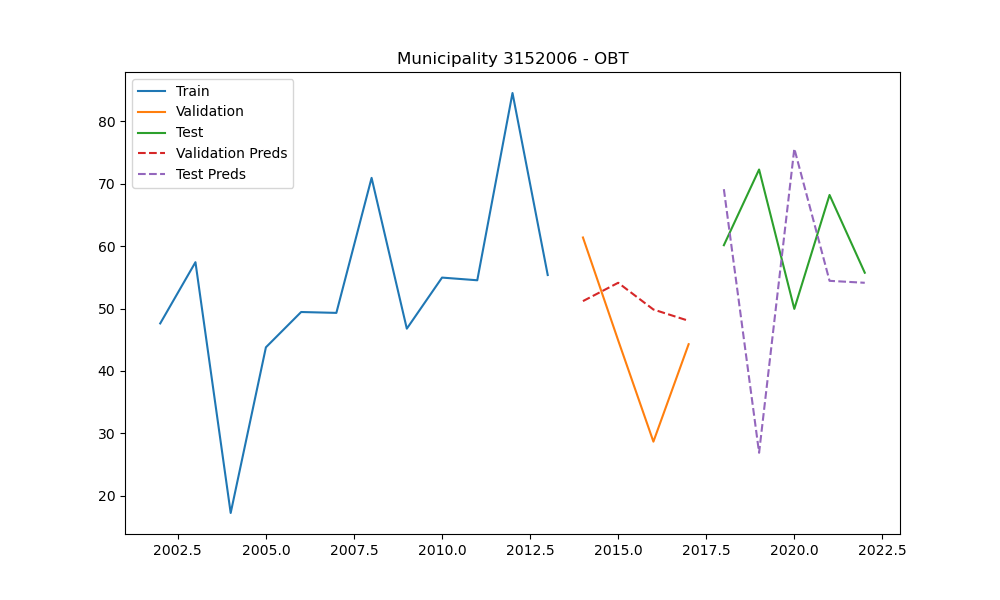 Municipality 3152006 - OBT
Train
Validation
Test
Validation Preds
Test Preds
80
70
60
50
40
30
20
2002.5 2005.0 2007.5 2010.0 2012.5 2015.0 2017.5 2020.0 2022.5